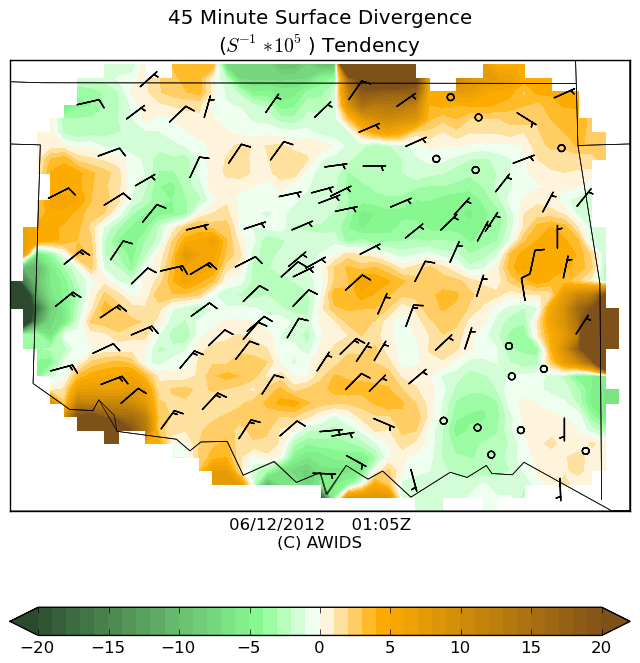 45 Minute Surface Divergence
(S⁻¹ *10⁵ ) Tendency
06/12/2012 01:05Z
(C) AWIDS
−20 −15 −10 −5 0 5 10 15 20